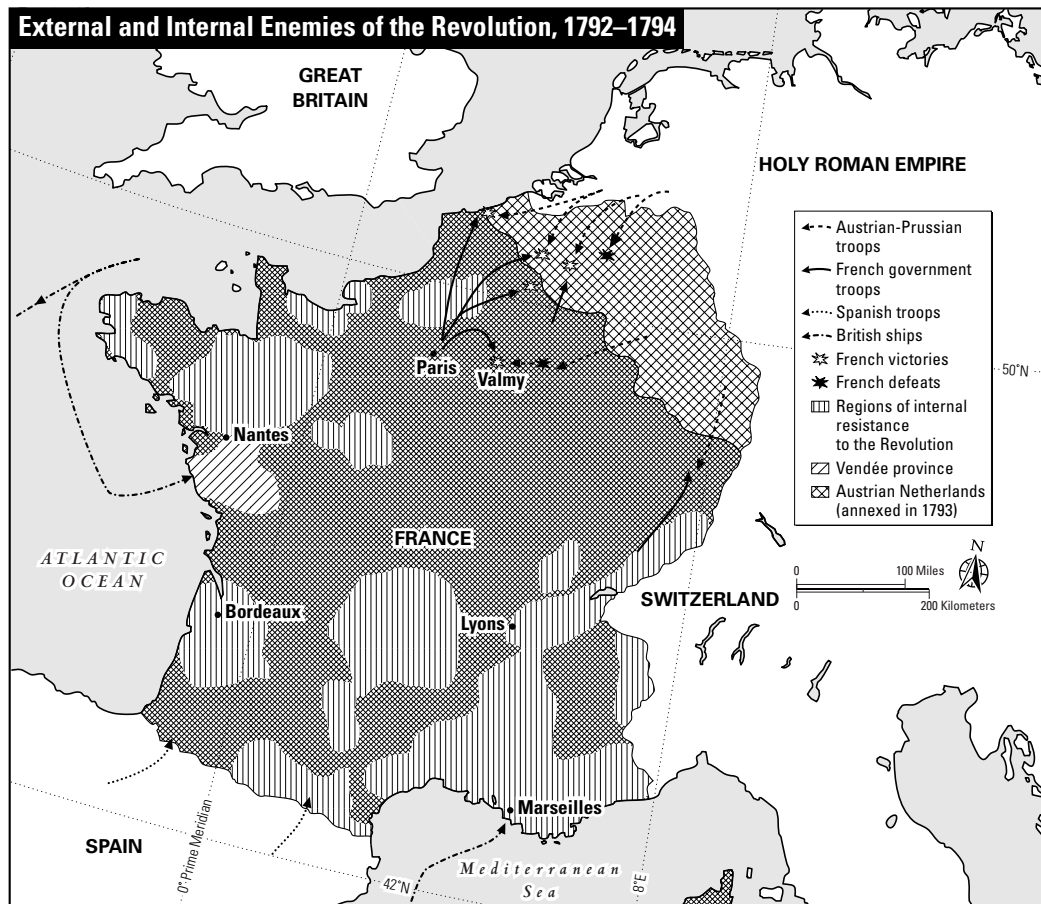 External and Internal Enemies of the Revolution, 1792–1794
GREAT
BRITAIN
HOLY ROMAN EMPIRE
Austrian-Prussian
troops
French government
troops
Spanish troops
British ships
French victories
French defeats
Regions of internal
resistance
to the Revolution
Vendée province
Austrian Netherlands
(annexed in 1793)
50°N
Paris
Valmy
Nantes
FRANCE
ATLANTIC
OCEAN
N
0 100 Miles
0 200 Kilometers
SWITZERLAND
Bordeaux
Lyons
Marseilles
SPAIN
0° Prime Meridian
42°N
Mediterranean
Sea
8°E